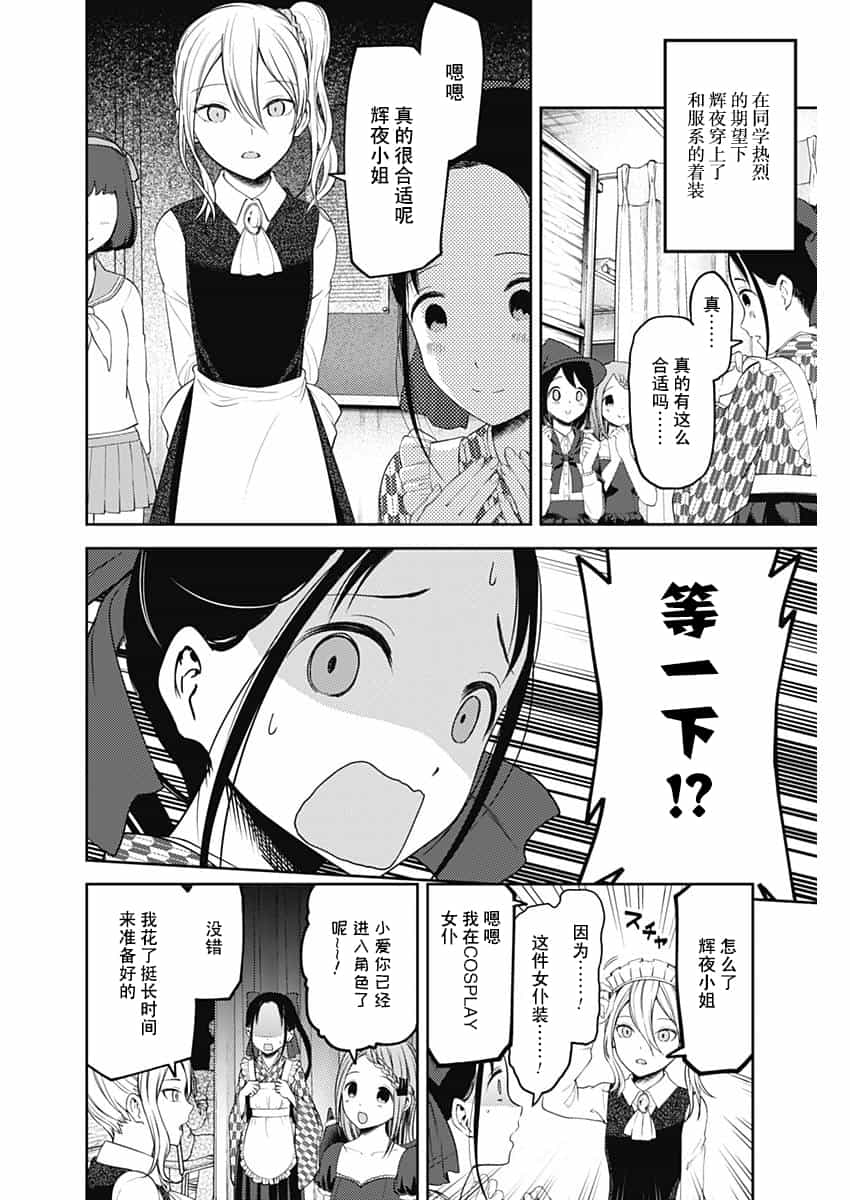 在同学热烈
的期望下
辉夜穿上了
和服系的着装
真……
真的有这么
合适吗……
嗯嗯
真的很合适呢
辉夜小姐
等一下!?
怎么了
辉夜小姐
スチャ
因为……!
这件女仆装…
嗯嗯
我在COSPLAY
女仆
小爱你已经
进入角色了
呢~~!
没错
我花了挺长时间
来准备好的